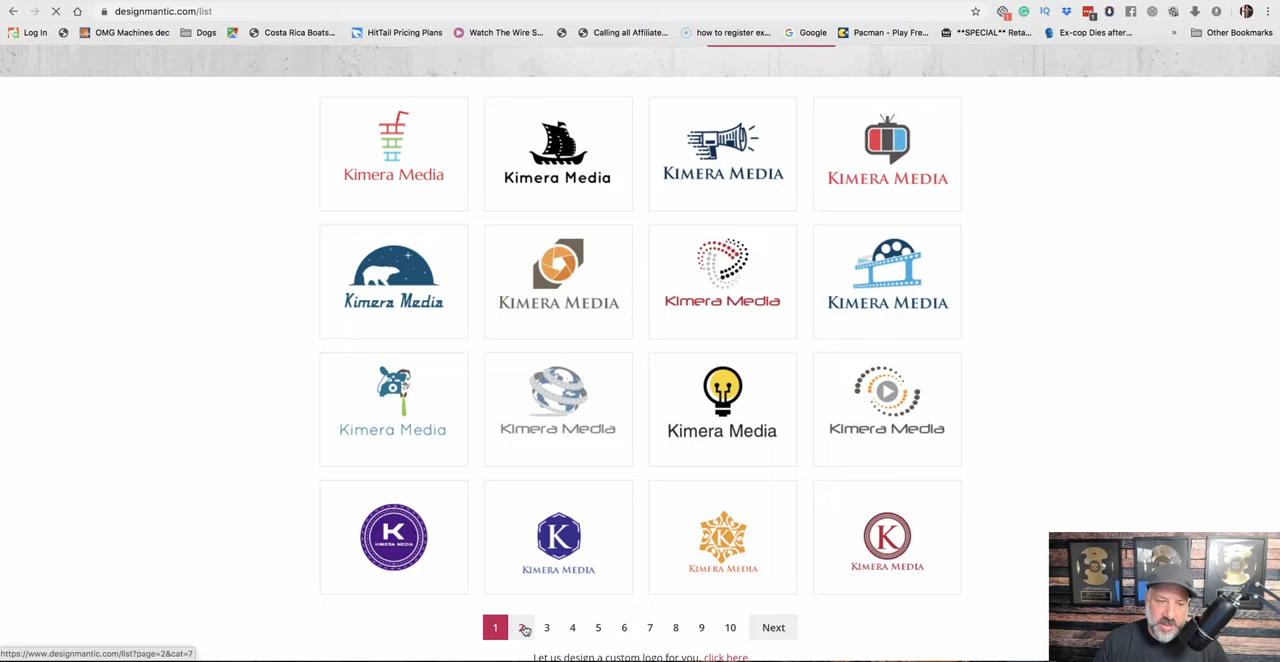 designmantic.com/list
Log In
OMG Machines dec
Dogs
Costa Rica Boats...
HitTail Pricing Plans
Watch The Wire S...
Calling all Affiliate...
how to register ex...
Google
Pacman - Play Fre...
**SPECIAL** Reta...
Ex-cop Dies after...
»
Other Bookmarks
Kimera Media
Kimera Media
KIMERA MEDIA
KIMERA MEDIA
Kimera Media
KIMERA MEDIA
Kimera Media
KIMERA MEDIA
Kimera Media
Kimera Media
Kimera Media
Kimera Media
K
KIMERA MEDIA
K
KIMERA MEDIA
K
KIMERA MEDIA
K
KIMERA MEDIA
1 2 3 4 5 6 7 8 9 10 Next
Let us design a custom logo for you, click here
https://www.designmantic.com/list?page=2&cat=7